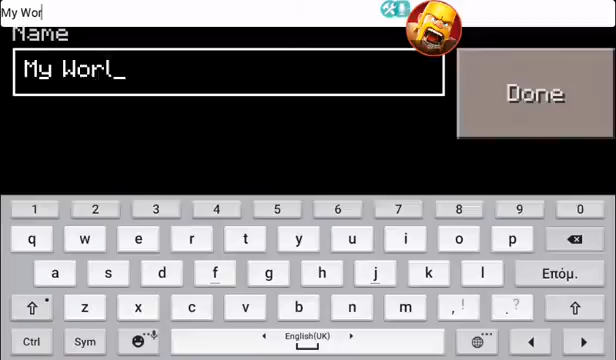 My Wor
Name
My Worl_
Done
1 2 3 4 5 6 7 8 9 0
q w e r t y u i o p
a s d f g h j k l Επόμ.
z x c v b n m , ! . ?
Ctrl Sym English(UK)